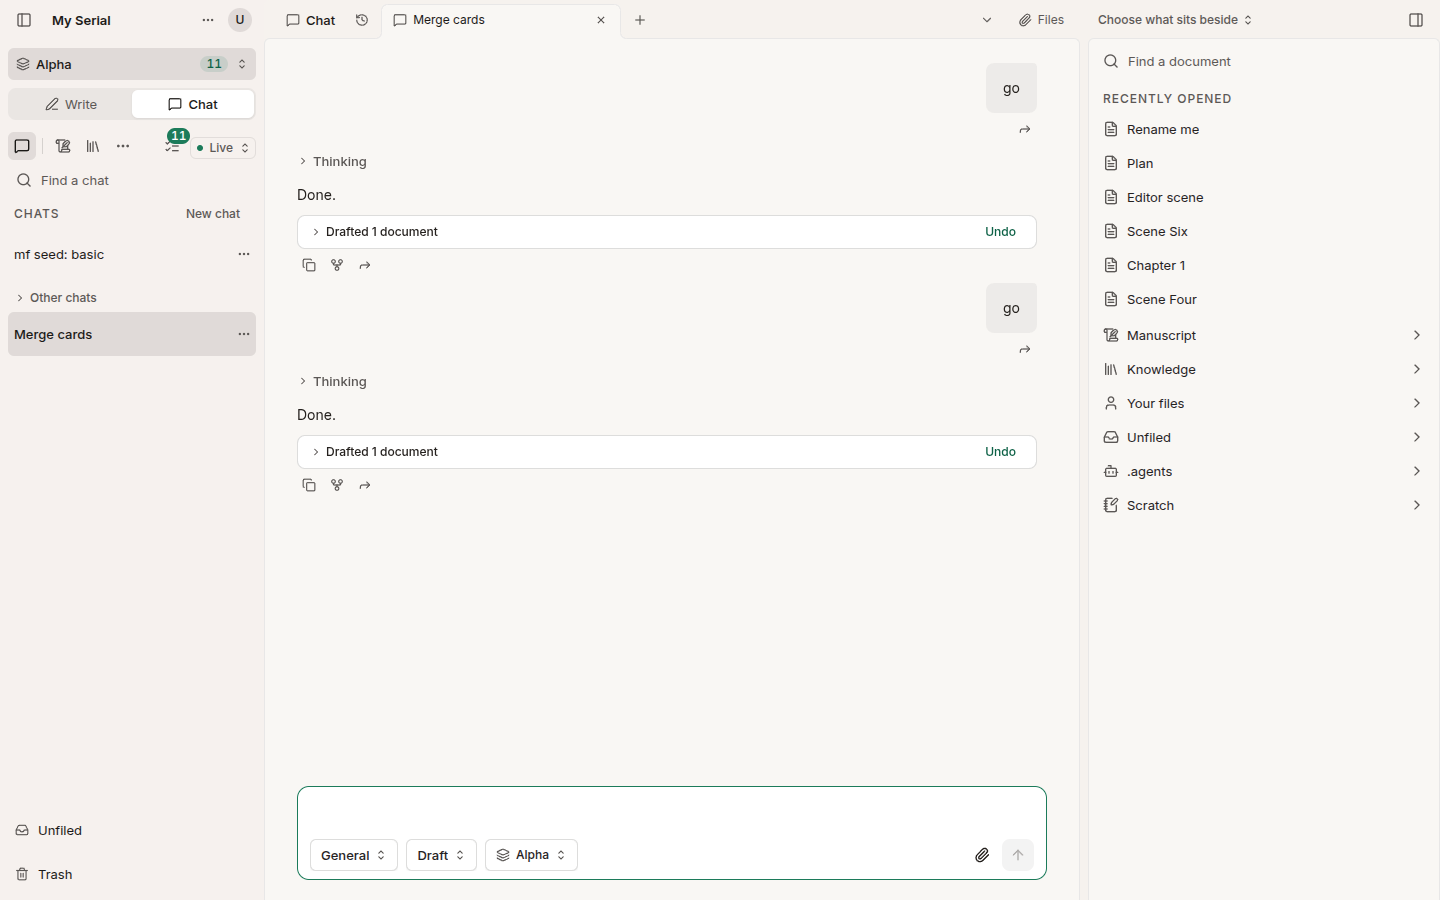 My Serial
U
Alpha
11
Write
Chat
11
Live
Find a chat
CHATS
New chat
mf seed: basic
Other chats
Merge cards
Unfiled
Trash
Chat
Merge cards
Files
go
Thinking
Done.
Drafted 1 document
Undo
go
Thinking
Done.
Drafted 1 document
Undo
General
Draft
Alpha
Choose what sits beside
Find a document
RECENTLY OPENED
Rename me
Plan
Editor scene
Scene Six
Chapter 1
Scene Four
Manuscript
Knowledge
Your files
Unfiled
.agents
Scratch